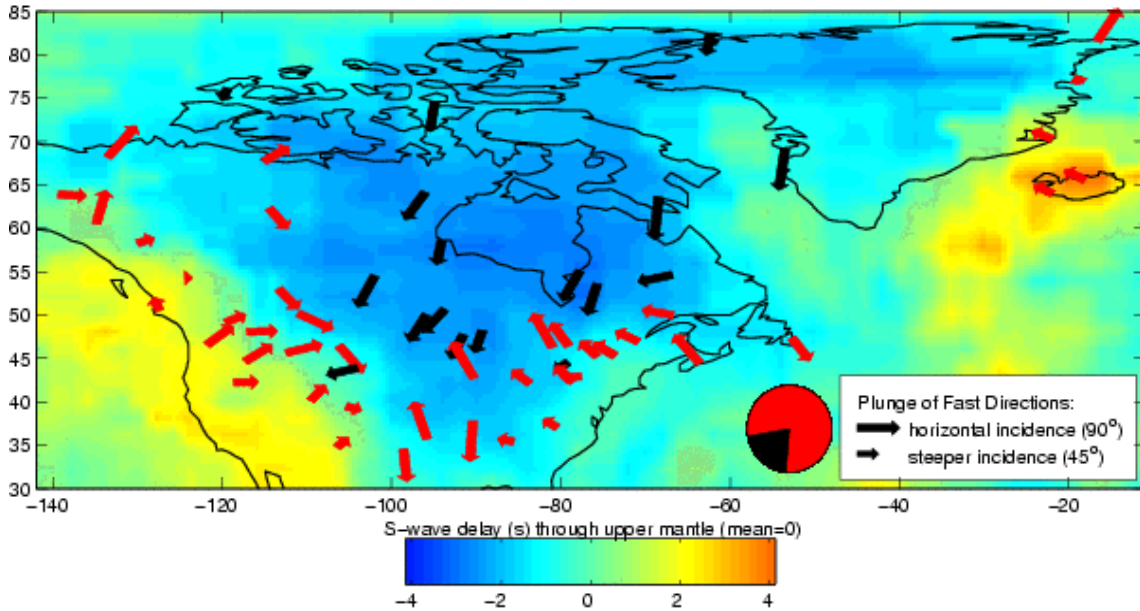 85
80
75
70
65
60
55
50
45
40
35
30
−140 −120 −100 −80 −60 −40 −20
Plunge of Fast Directions:
horizontal incidence (90°)
steeper incidence (45°)
S−wave delay (s) through upper mantle (mean=0)
−4 −2 0 2 4